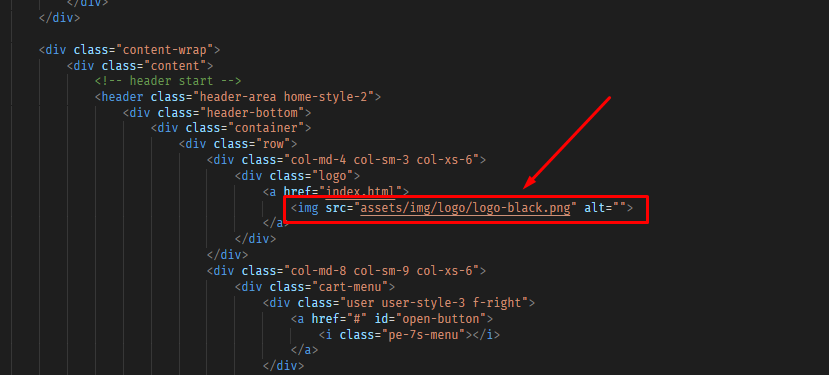 </div>
</div>
<div class="content-wrap">
<div class="content">
<!-- header start -->
<header class="header-area home-style-2">
<div class="header-bottom">
<div class="container">
<div class="row">
<div class="col-md-4 col-sm-3 col-xs-6">
<div class="logo">
<a href="index.html">
<img src="assets/img/logo/logo-black.png" alt="">
</a>
</div>
</div>
<div class="col-md-8 col-sm-9 col-xs-6">
<div class="cart-menu">
<div class="user user-style-3 f-right">
<a href="#" id="open-button">
<i class="pe-7s-menu"></i>
</a>
</div>